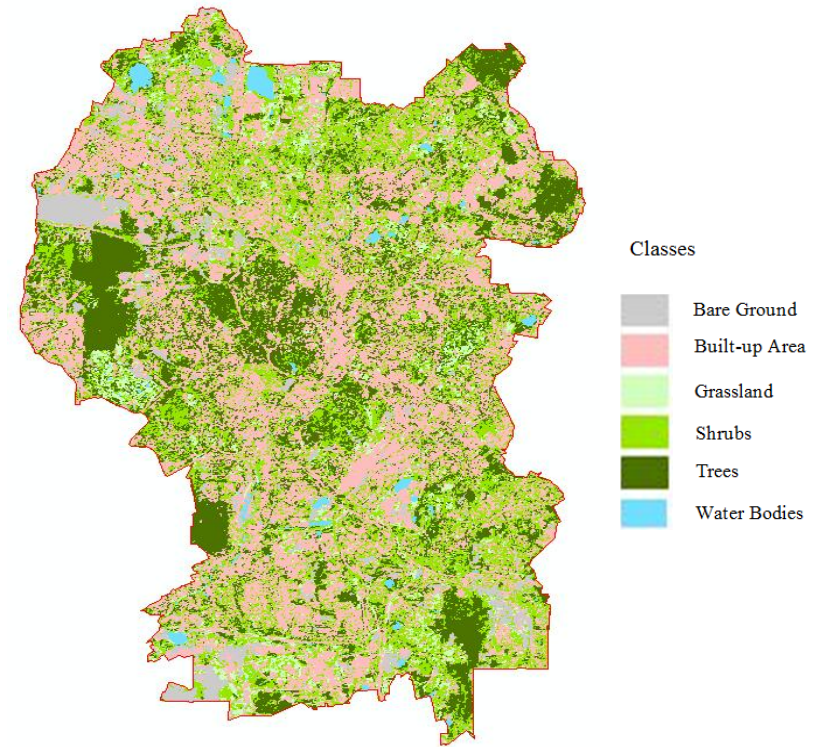 Classes
Bare Ground
Built-up Area
Grassland
Shrubs
Trees
Water Bodies